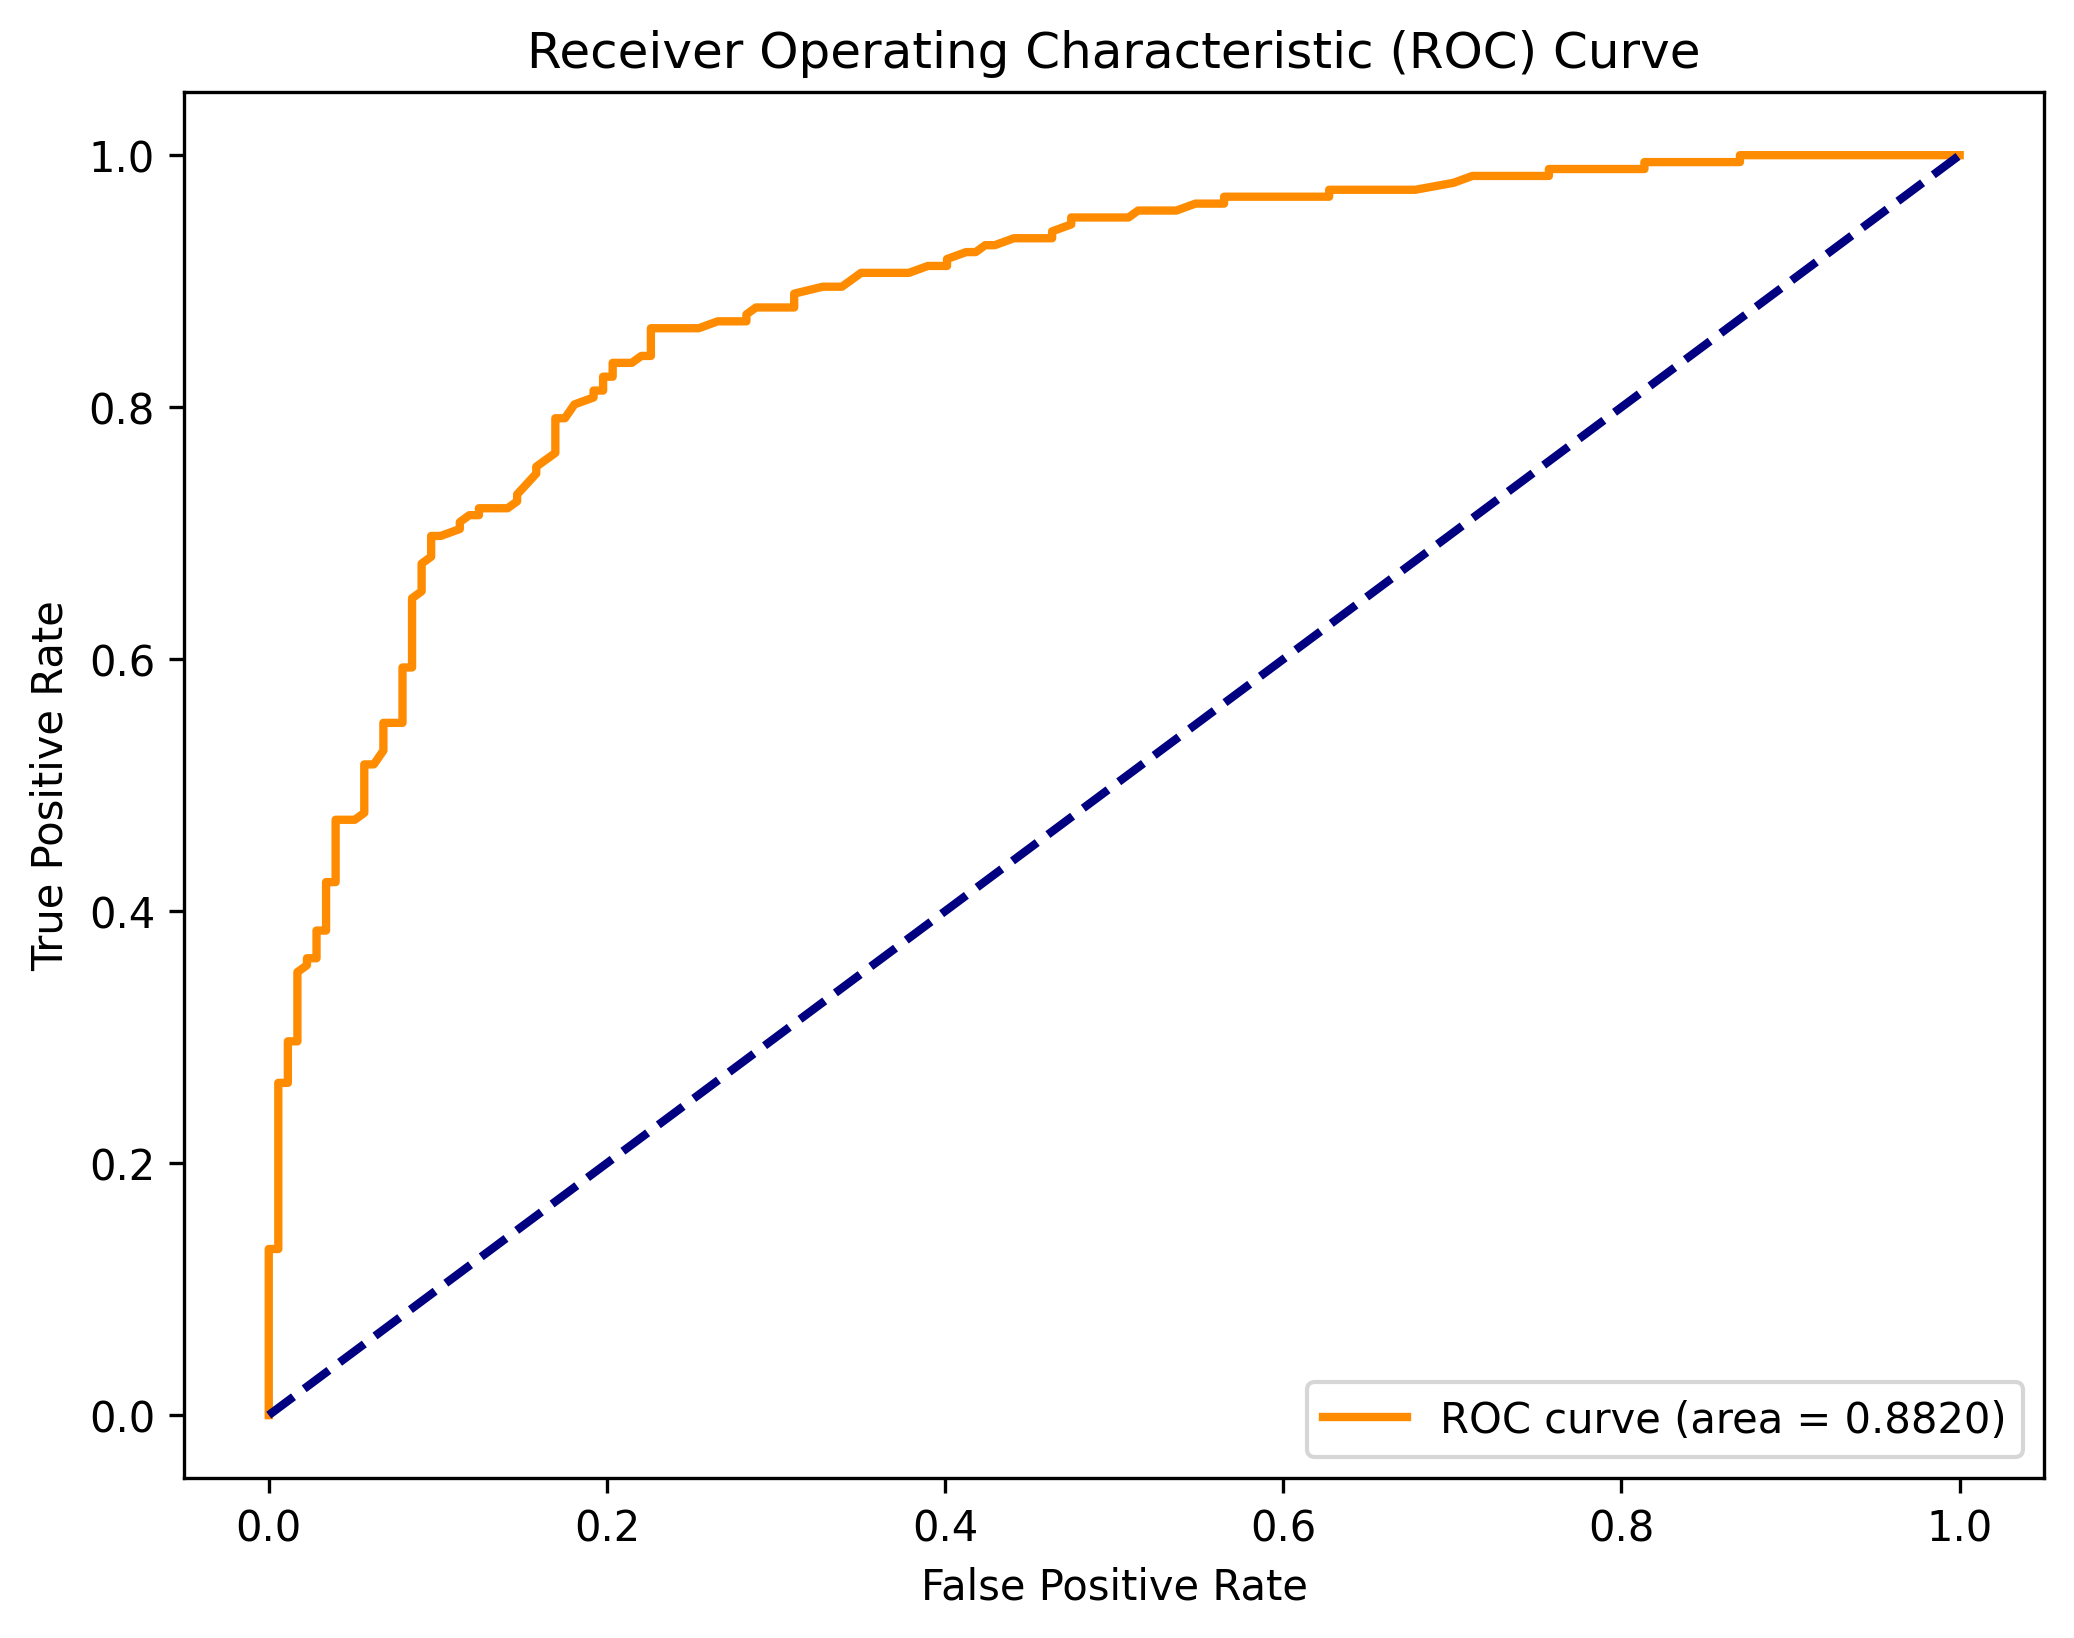 Receiver Operating Characteristic (ROC) Curve
1.0
0.8
0.6
0.4
0.2
0.0
True Positive Rate
ROC curve (area = 0.8820)
0.0 0.2 0.4 0.6 0.8 1.0
False Positive Rate